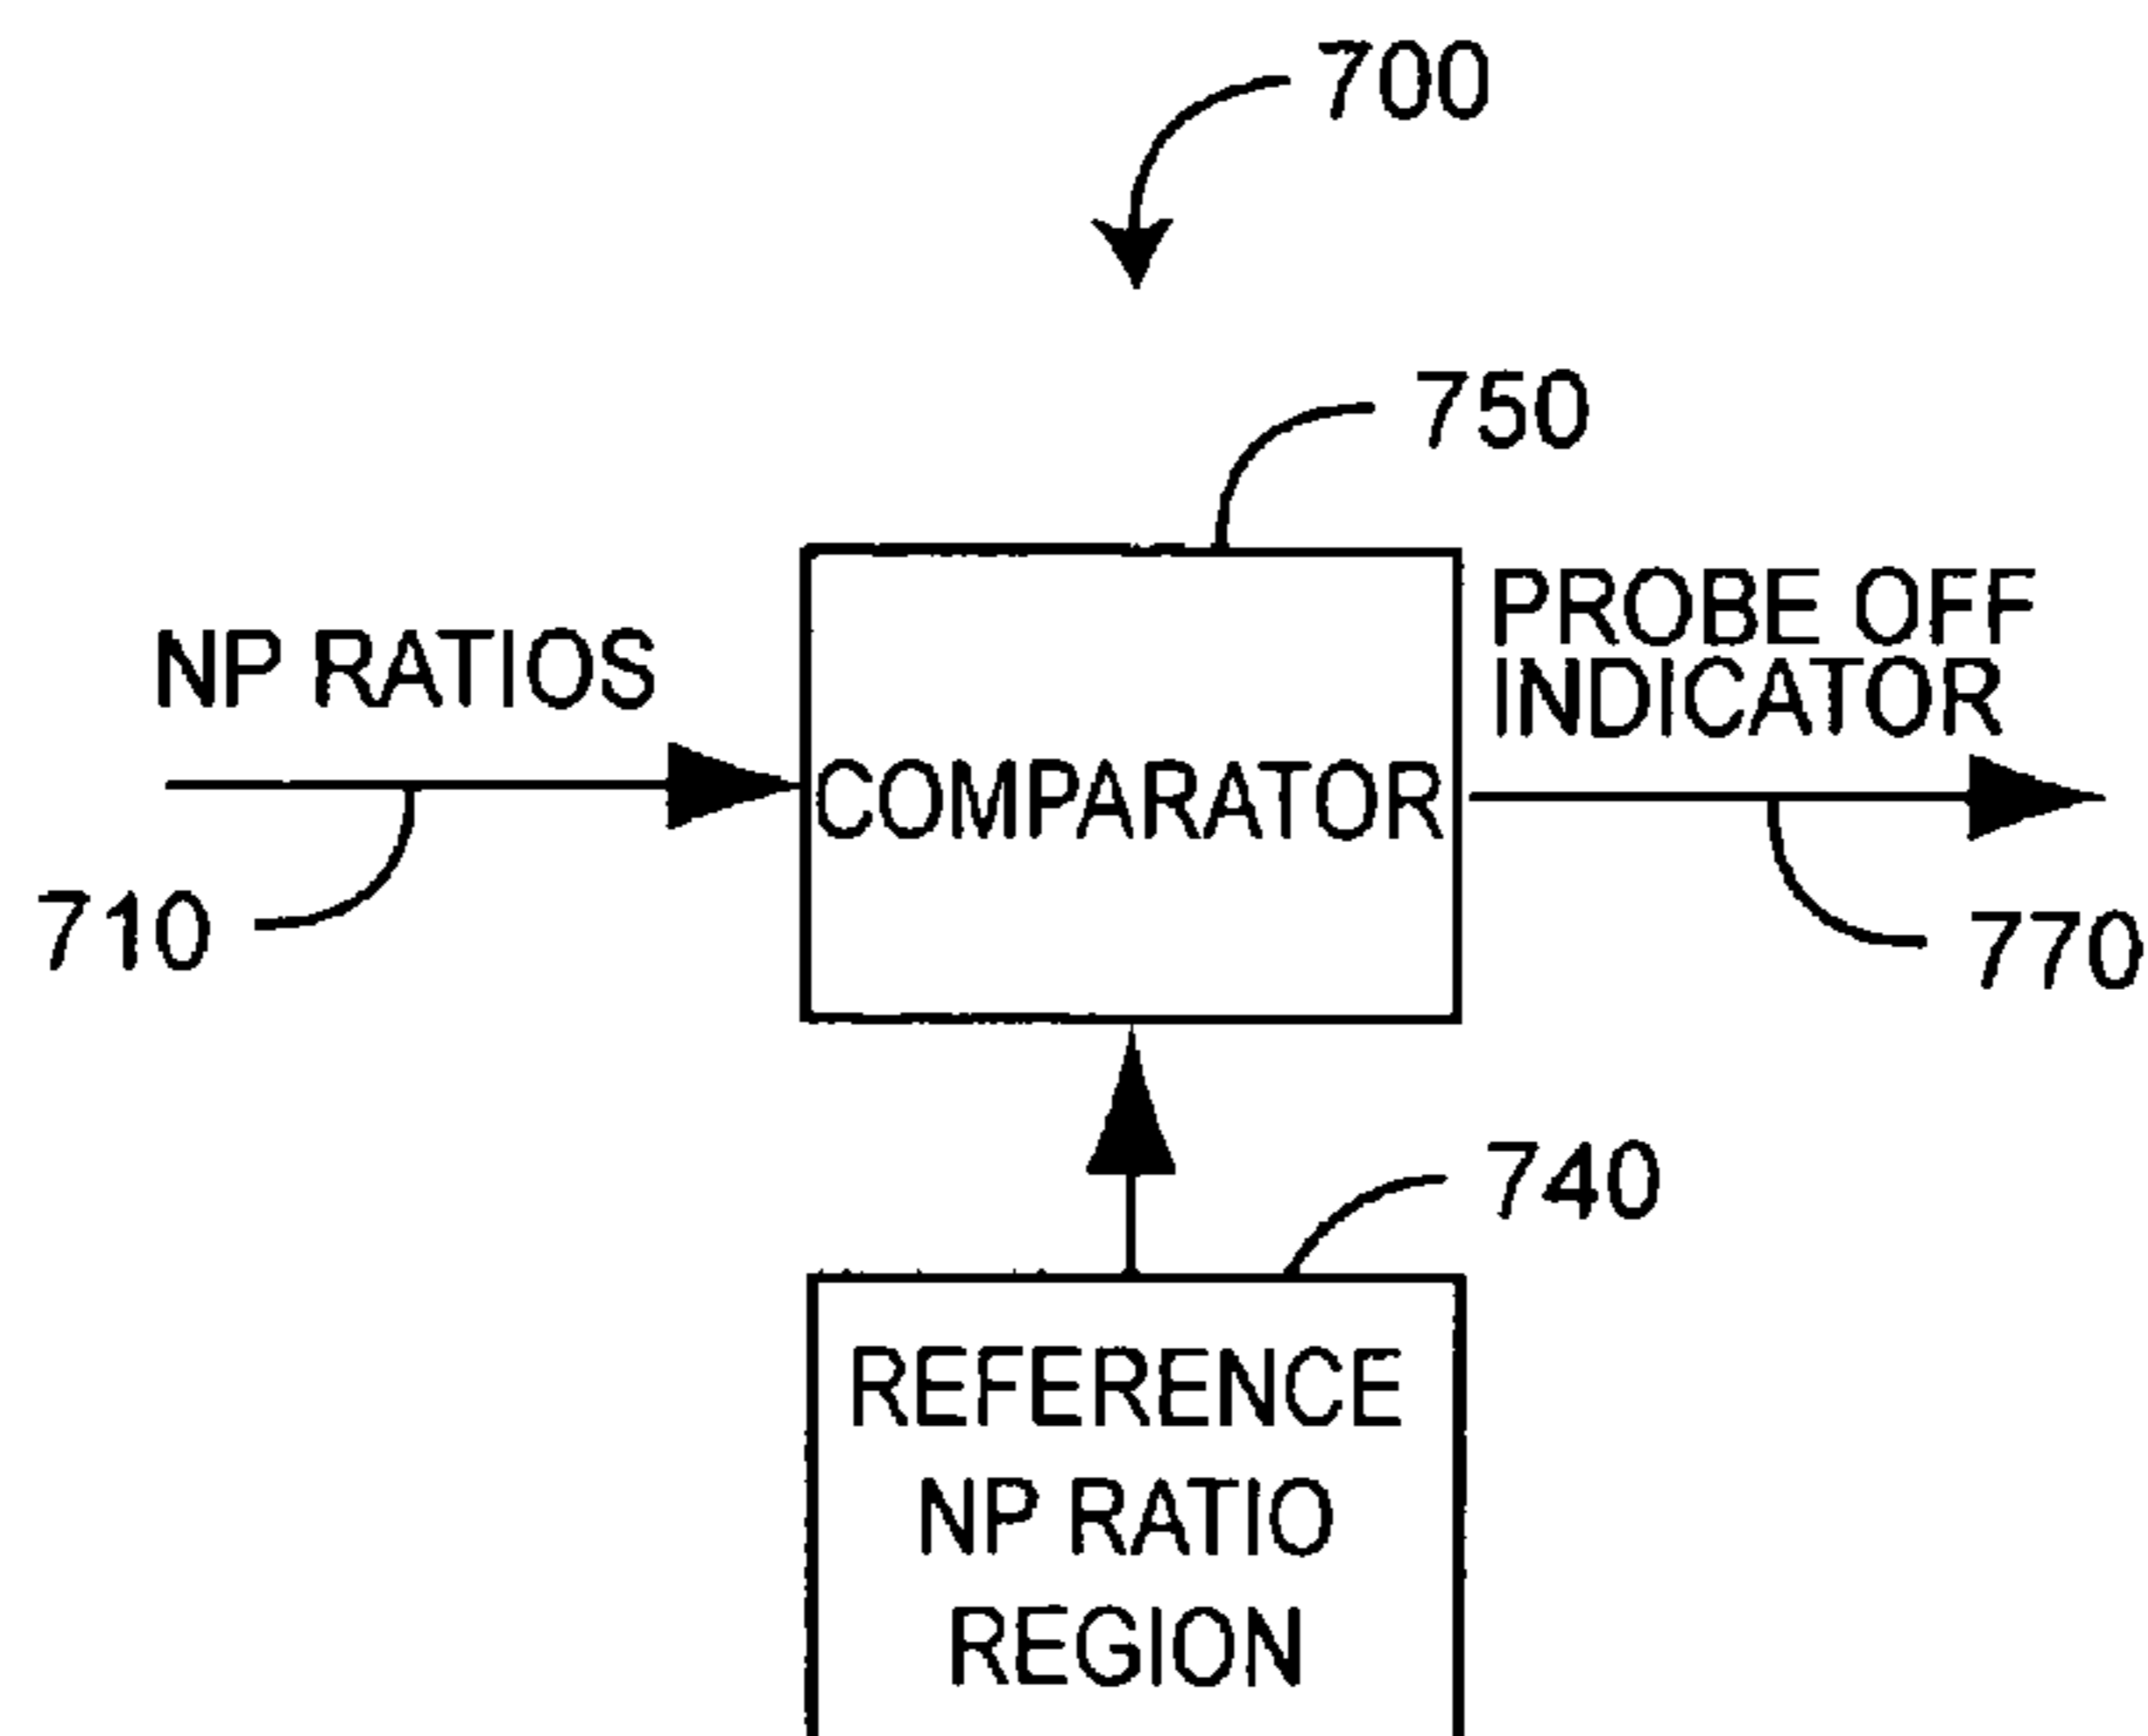 700
750
NP RATIOS
PROBE OFF
INDICATOR
COMPARATOR
710
770
740
REFERENCE
NP RATIO
REGION